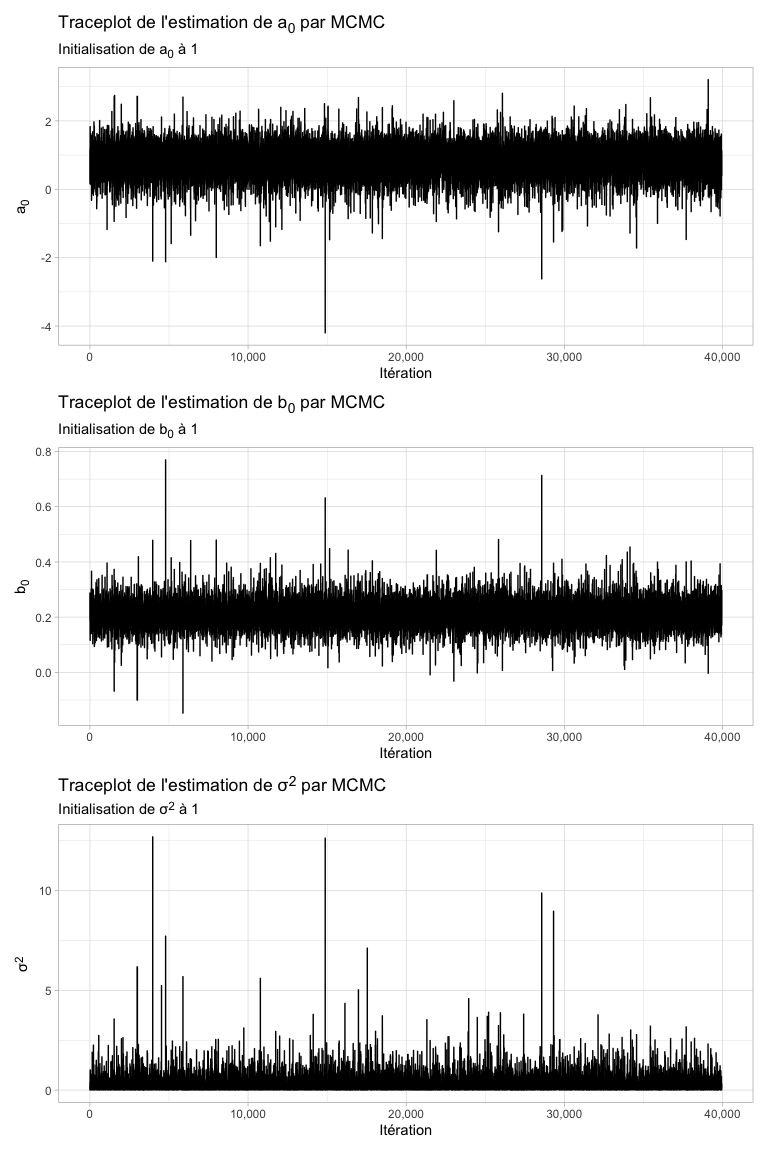 Traceplot de l'estimation de a₀ par MCMC
Initialisation de a₀ à 1
a₀
2
0
-2
-4
0 10,000 20,000 30,000 40,000
Itération
Traceplot de l'estimation de b₀ par MCMC
Initialisation de b₀ à 1
b₀
0.8
0.6
0.4
0.2
0.0
0 10,000 20,000 30,000 40,000
Itération
Traceplot de l'estimation de σ² par MCMC
Initialisation de σ² à 1
σ²
10
5
0
0 10,000 20,000 30,000 40,000
Itération